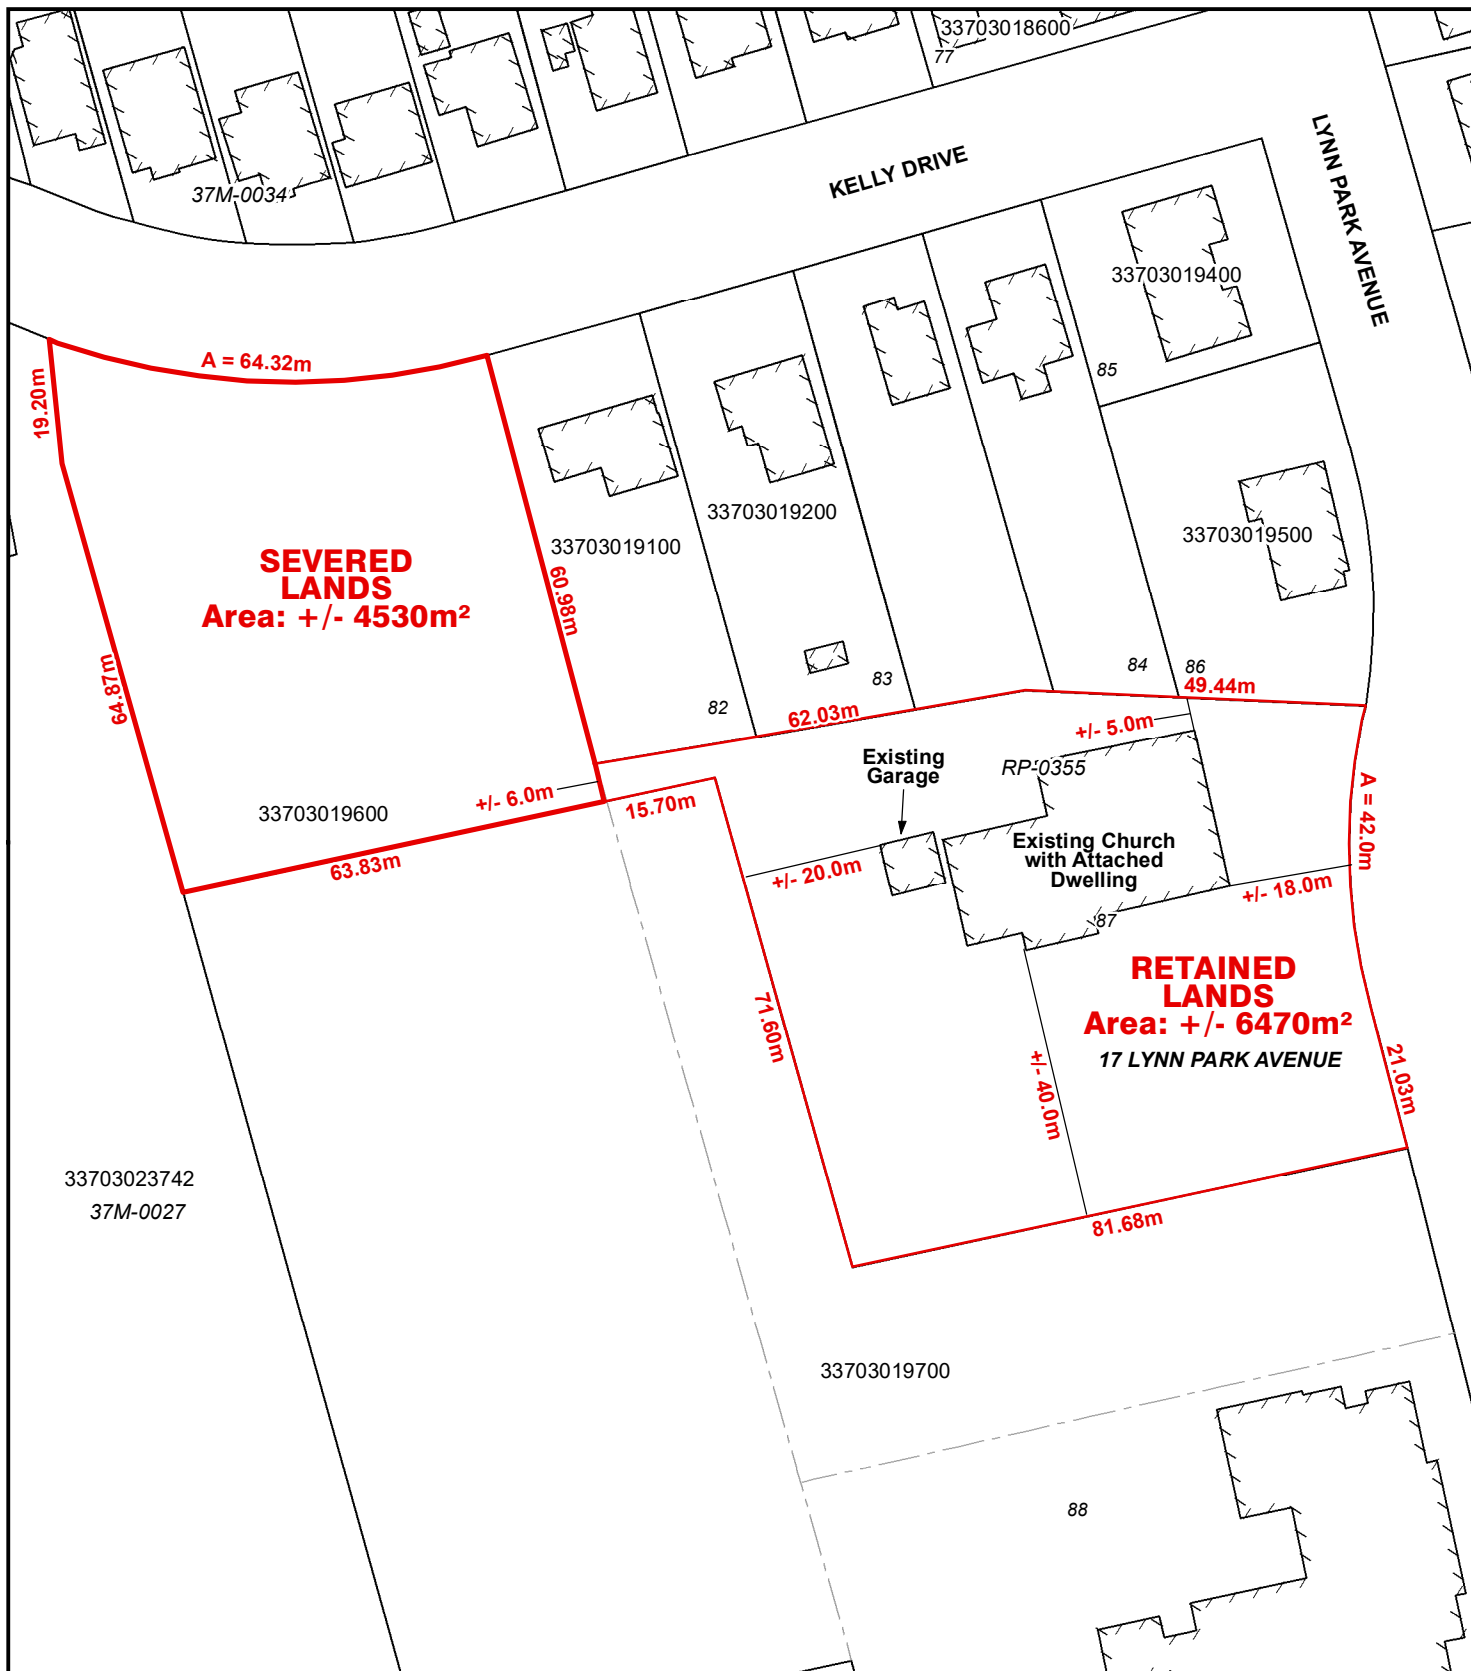 33703018600
77
37M-0034
KELLY DRIVE
LYNN PARK AVENUE
33703019400
A = 64.32m
19.20m
85
33703019200
33703019500
33703019100
SEVERED
LANDS
Area: +/- 4530m²
60.98m
64.87m
84
86
83
82
49.44m
62.03m
+/- 5.0m
Existing
Garage
RP-0355
A = 42.0m
+/- 6.0m
15.70m
33703019600
63.83m
Existing Church
with Attached
Dwelling
+/- 20.0m
+/- 18.0m
87
RETAINED
LANDS
Area: +/- 6470m²
17 LYNN PARK AVENUE
71.60m
+/- 40.0m
21.03m
33703023742
37M-0027
81.68m
33703019700
88